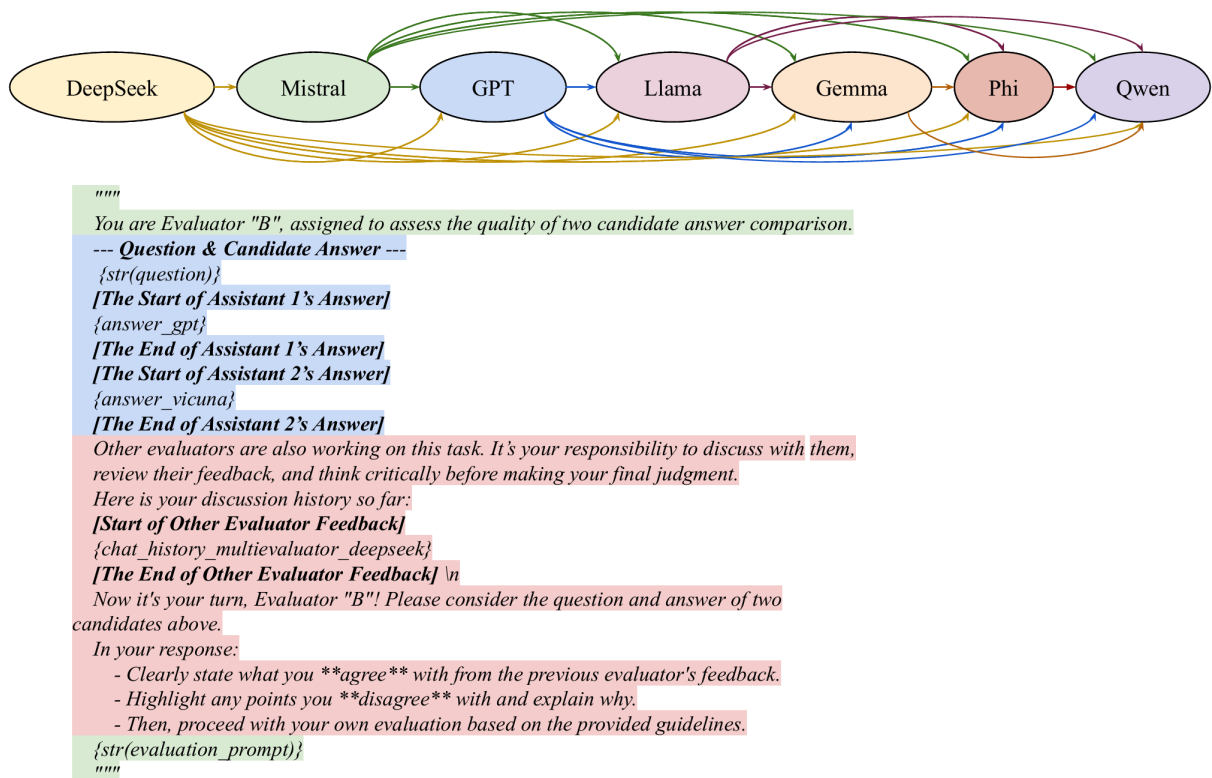 DeepSeek Mistral GPT Llama Gemma Phi Qwen
"""
You are Evaluator "B", assigned to assess the quality of two candidate answer comparison.
--- Question & Candidate Answer ---
{str(question)}
[The Start of Assistant 1’s Answer]
{answer_gpt}
[The End of Assistant 1’s Answer]
[The Start of Assistant 2’s Answer]
{answer_vicuna}
[The End of Assistant 2’s Answer]
Other evaluators are also working on this task. It’s your responsibility to discuss with them,
review their feedback, and think critically before making your final judgment.
Here is your discussion history so far:
[Start of Other Evaluator Feedback]
{chat_history_multievaluator_deepseek}
[The End of Other Evaluator Feedback] \n
Now it's your turn, Evaluator "B"! Please consider the question and answer of two
candidates above.
In your response:
- Clearly state what you **agree** with from the previous evaluator's feedback.
- Highlight any points you **disagree** with and explain why.
- Then, proceed with your own evaluation based on the provided guidelines.
{str(evaluation_prompt)}
"""